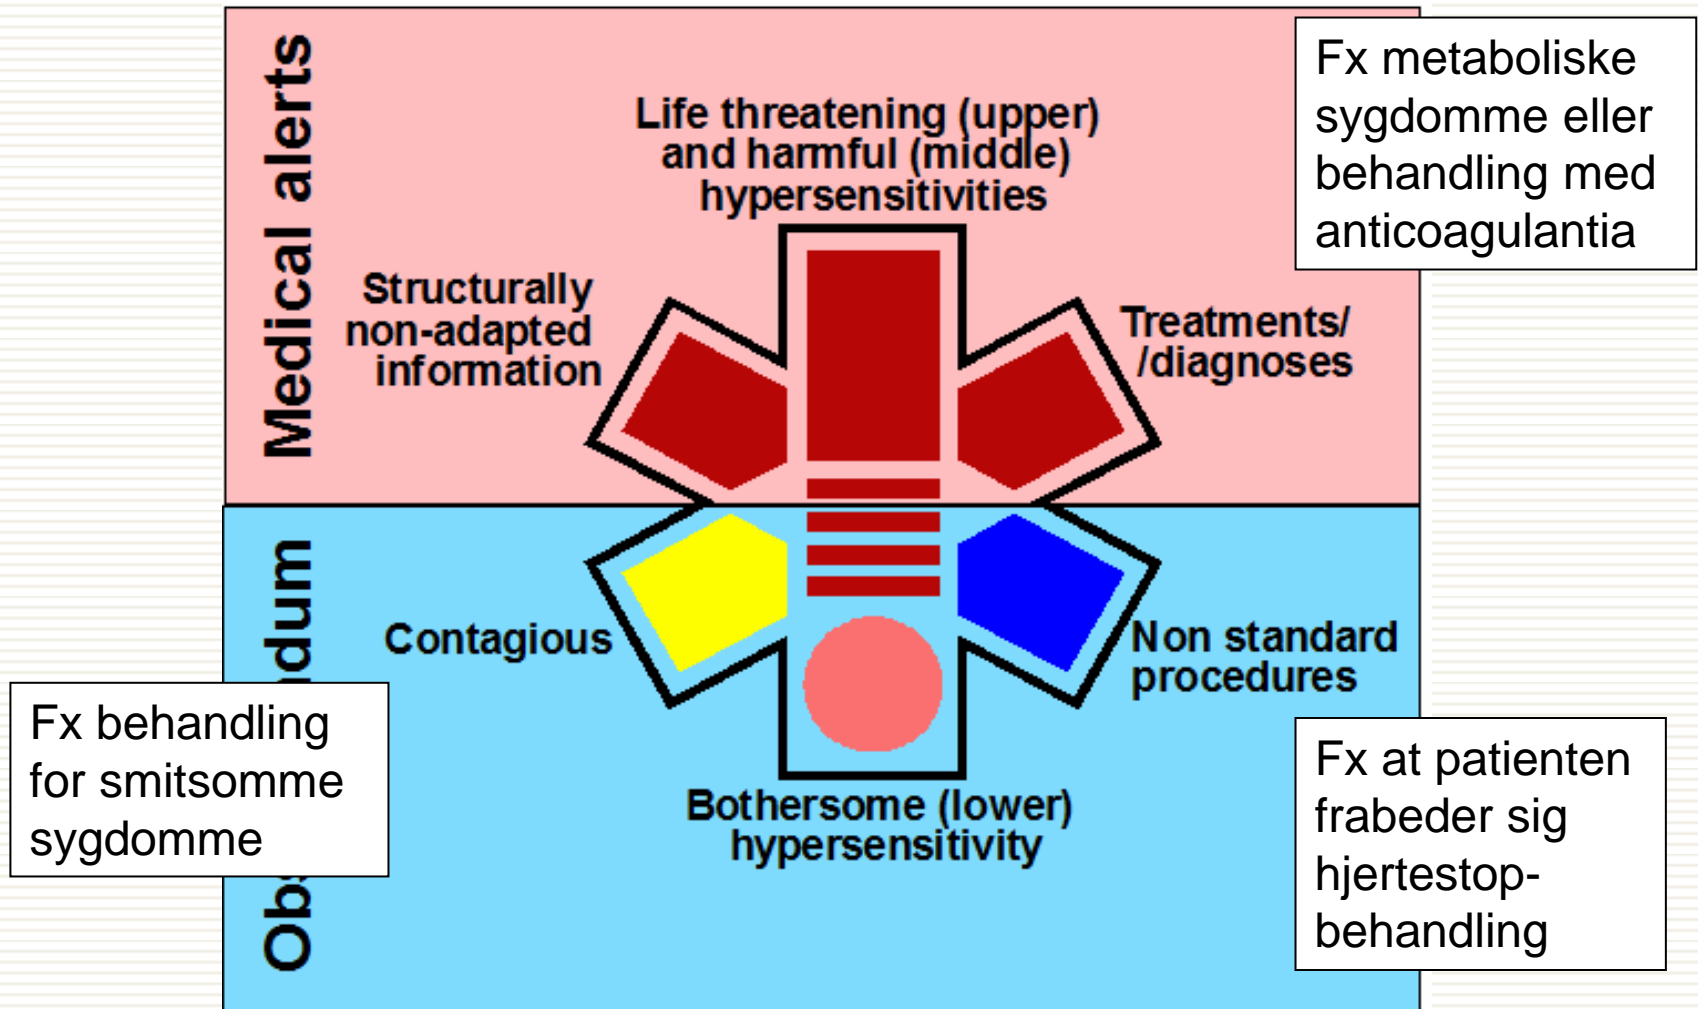 Medical alerts
Life threatening (upper)
and harmful (middle)
hypersensitivities
Fx metaboliske
sygdomme eller
behandling med
anticoagulantia
Structurally
non-adapted
information
Treatments/
/diagnoses
Contagious
Non standard
procedures
Fx behandling
for smitsomme
sygdomme
Bothersome (lower)
hypersensitivity
Fx at patienten
frabeder sig
hjertestop-
behandling